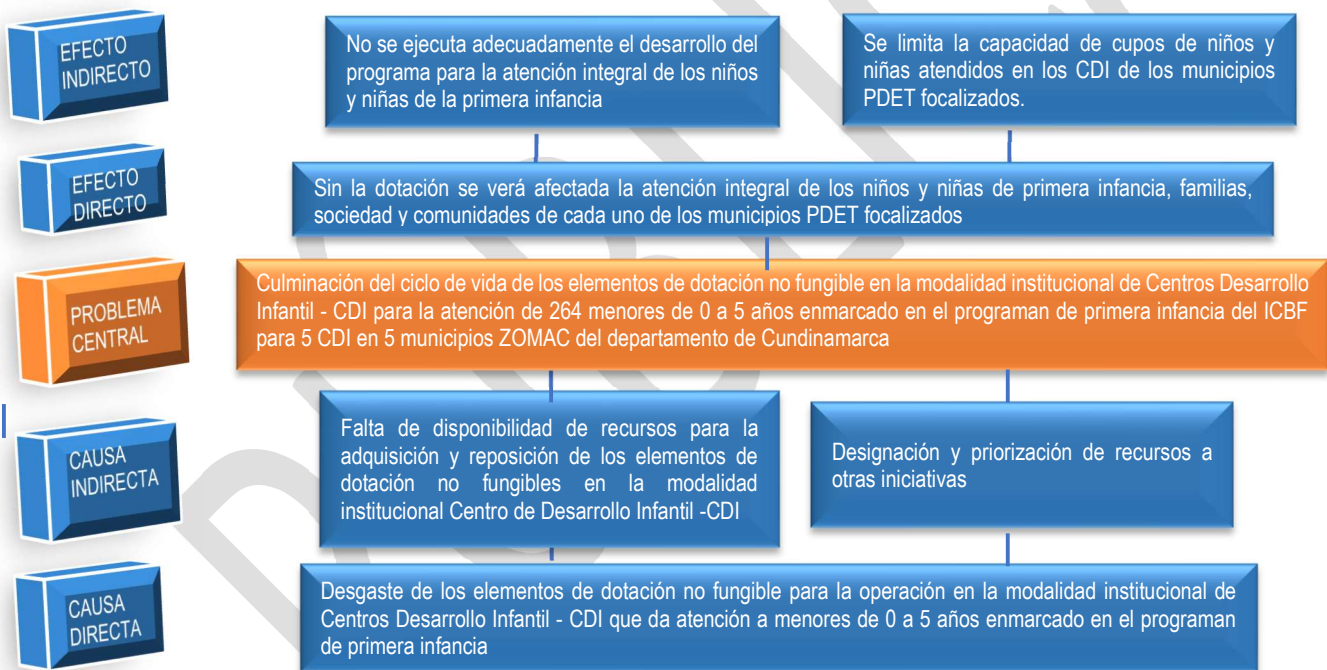 EFECTO
INDIRECTO
No se ejecuta adecuadamente el desarrollo del
programa para la atención integral de los niños
y niñas de la primera infancia
Se limita la capacidad de cupos de niños y
niñas atendidos en los CDI de los municipios
PDET focalizados.
EFECTO
DIRECTO
Sin la dotación se verá afectada la atención integral de los niños y niñas de primera infancia, familias,
sociedad y comunidades de cada uno de los municipios PDET focalizados
PROBLEMA
CENTRAL
Culminación del ciclo de vida de los elementos de dotación no fungible en la modalidad institucional de Centros Desarrollo
Infantil - CDI para la atención de 264 menores de 0 a 5 años enmarcado en el programan de primera infancia del ICBF
para 5 CDI en 5 municipios ZOMAC del departamento de Cundinamarca
CAUSA
INDIRECTA
Falta de disponibilidad de recursos para la
adquisición y reposición de los elementos de
dotación no fungibles en la modalidad
institucional Centro de Desarrollo Infantil -CDI
Designación y priorización de recursos a
otras iniciativas
CAUSA
DIRECTA
Desgaste de los elementos de dotación no fungible para la operación en la modalidad institucional de
Centros Desarrollo Infantil - CDI que da atención a menores de 0 a 5 años enmarcado en el programan
de primera infancia